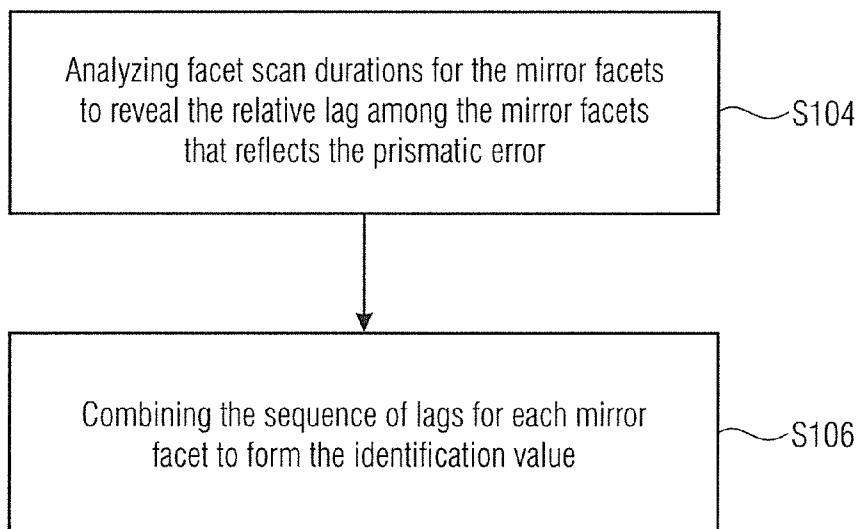 Analyzing facet scan durations for the mirror facets
to reveal the relative lag among the mirror facets
that reflects the prismatic error
S104
Combining the sequence of lags for each mirror
facet to form the identification value
S106